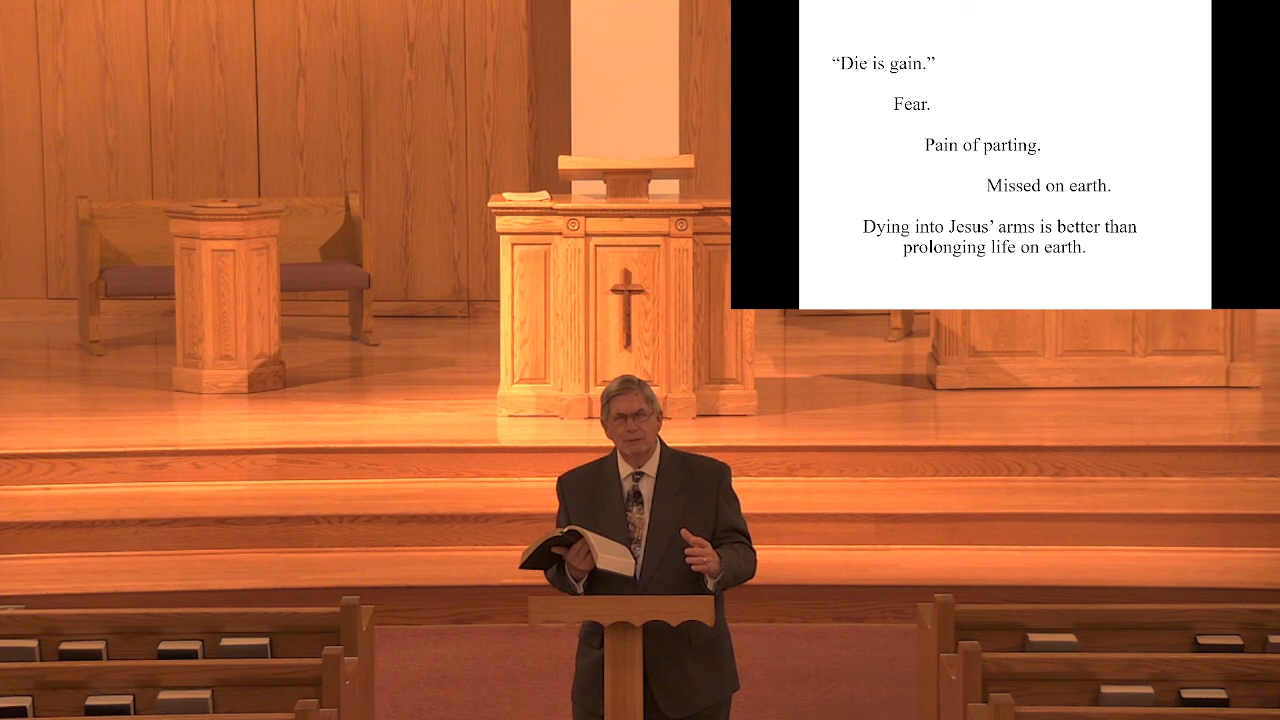 “Die is gain.”
Fear.
Pain of parting.
Missed on earth.
Dying into Jesus’ arms is better than
prolonging life on earth.